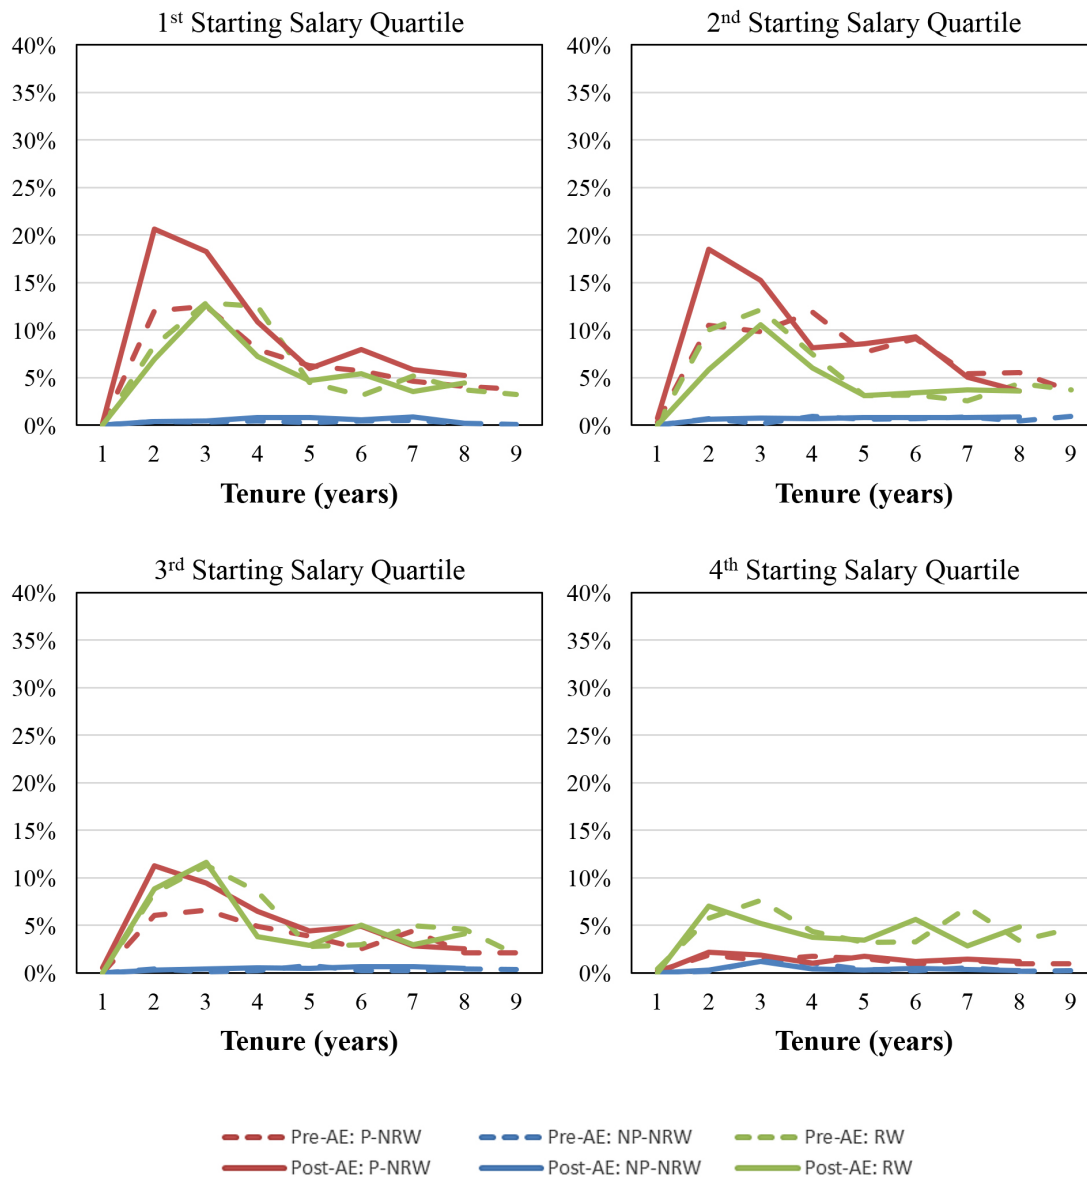 1st Starting Salary Quartile
40%
35%
30%
25%
20%
15%
10%
5%
0%
1 2 3 4 5 6 7 8 9
Tenure (years)
2nd Starting Salary Quartile
40%
35%
30%
25%
20%
15%
10%
5%
0%
1 2 3 4 5 6 7 8 9
Tenure (years)
3rd Starting Salary Quartile
40%
35%
30%
25%
20%
15%
10%
5%
0%
1 2 3 4 5 6 7 8 9
Tenure (years)
4th Starting Salary Quartile
40%
35%
30%
25%
20%
15%
10%
5%
0%
1 2 3 4 5 6 7 8 9
Tenure (years)
Pre-AE: P-NRW Pre-AE: NP-NRW Pre-AE: RW
Post-AE: P-NRW Post-AE: NP-NRW Post-AE: RW